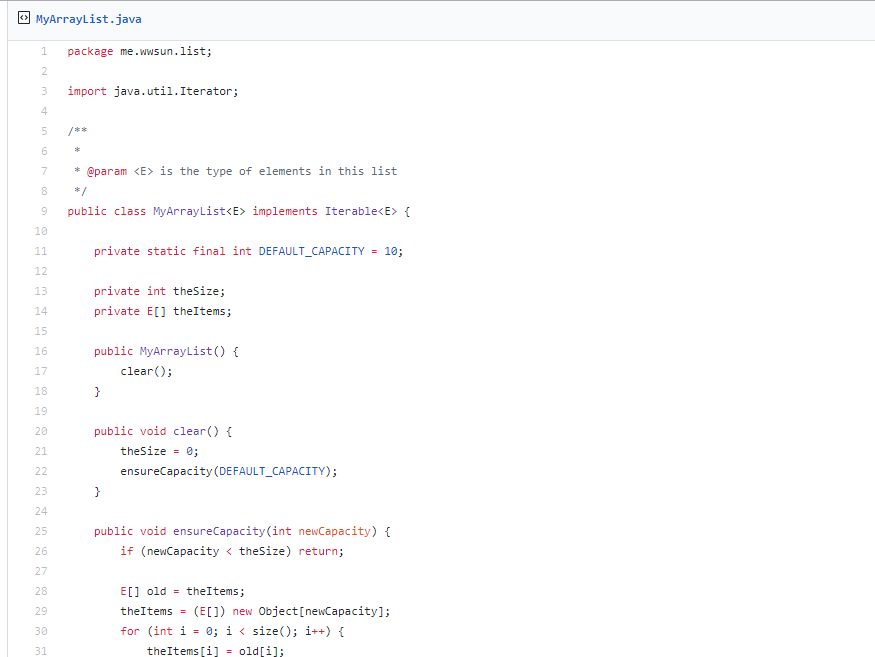 MyArrayList.java
1 package me.wwsun.list;
2
3 import java.util.Iterator;
4
5 /**
6  *
7  * @param <E> is the type of elements in this list
8  */
9 public class MyArrayList<E> implements Iterable<E> {
10
11     private static final int DEFAULT_CAPACITY = 10;
12
13     private int theSize;
14     private E[] theItems;
15
16     public MyArrayList() {
17         clear();
18     }
19
20     public void clear() {
21         theSize = 0;
22         ensureCapacity(DEFAULT_CAPACITY);
23     }
24
25     public void ensureCapacity(int newCapacity) {
26         if (newCapacity < theSize) return;
27
28         E[] old = theItems;
29         theItems = (E[]) new Object[newCapacity];
30         for (int i = 0; i < size(); i++) {
31             theItems[i] = old[i];